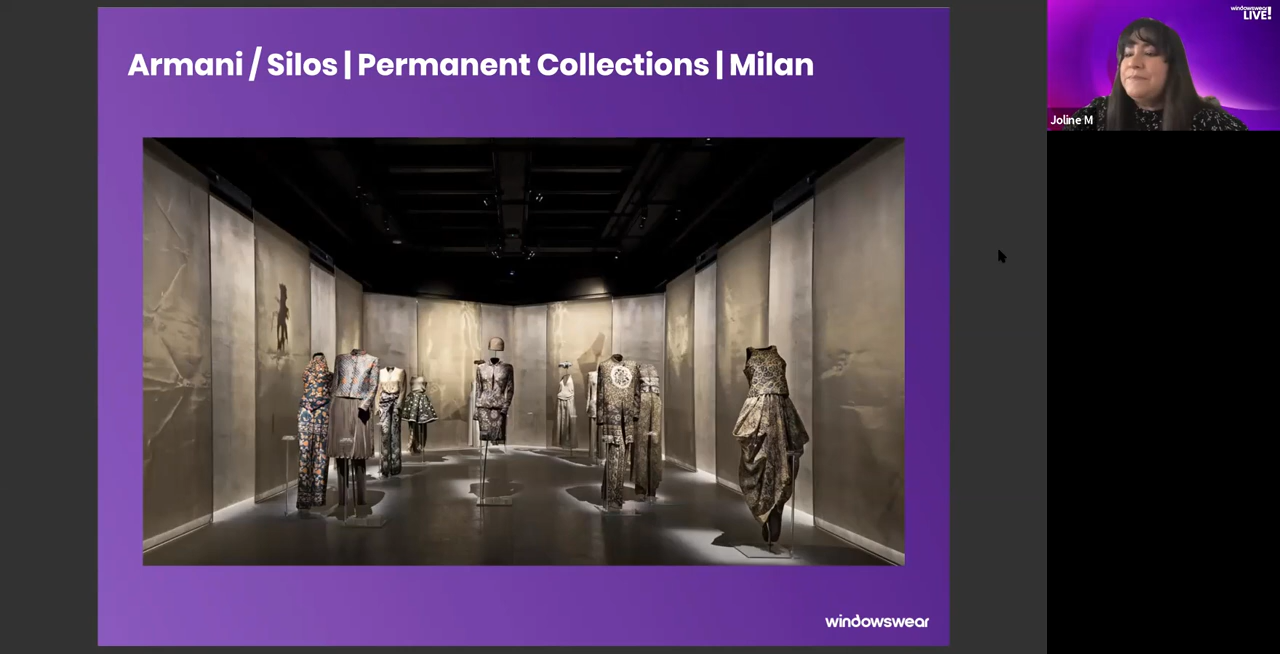 Armani / Silos | Permanent Collections | Milan
windowswear
LIVE!
Joline M
windowswear